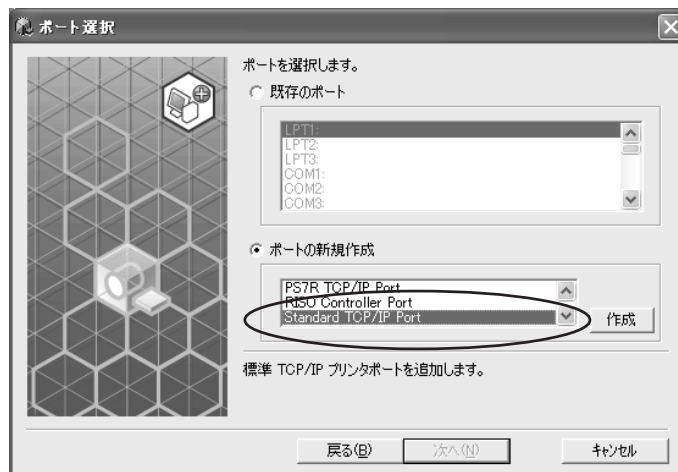 ポート選択
ポートを選択します。
既存のポート
LPT1:
LPT2:
LPT3:
COM1:
COM2:
COM3:
ポートの新規作成
PS7R TCP/IP Port
RISO Controller Port
Standard TCP/IP Port
作成
標準 TCP/IP プリンタポートを追加します。
戻る(B)
次へ(N)
キャンセル